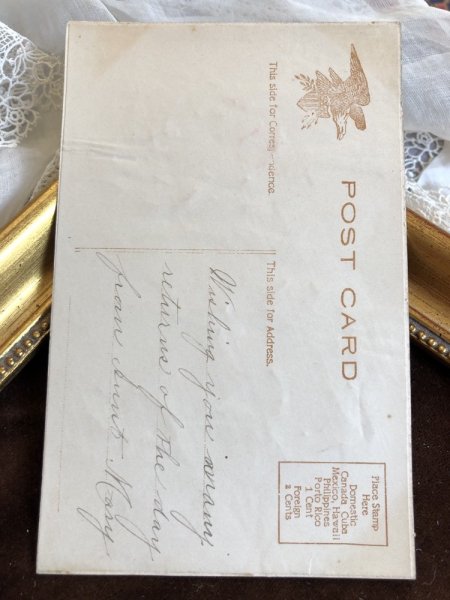 POST CARD
This side for Correspondence.
This side for Address.
Place Stamp
Here
Domestic
Canada Cuba
Mexico, Hawaii
Philippines
Porto Rico
1 Cent
Foreign
2 Cents
Wishing you many
returns of the day
from Aunt Mary